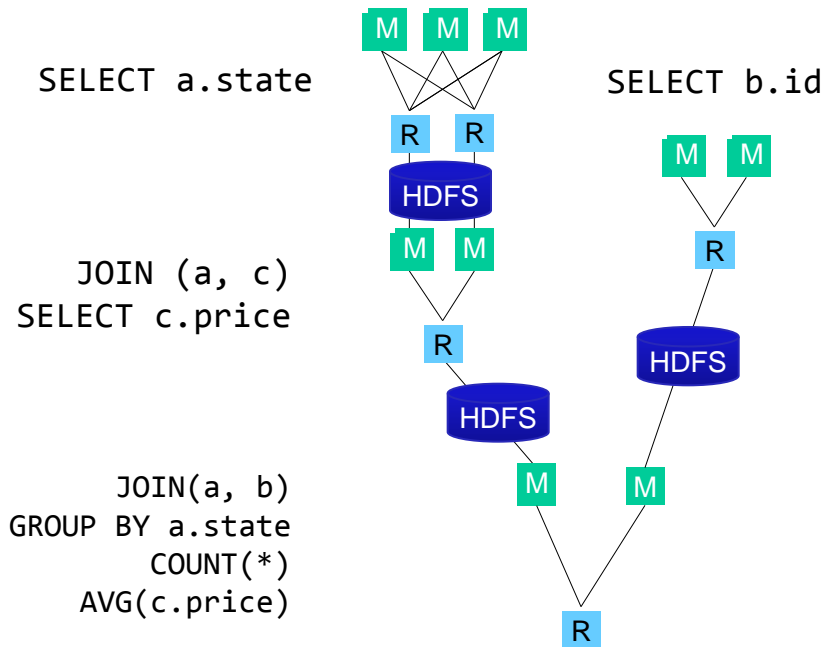 M M M
SELECT a.state
SELECT b.id
R R
M M
HDFS
M M
R
JOIN (a, c)
SELECT c.price
R
HDFS
HDFS
JOIN(a, b)
M M
GROUP BY a.state
COUNT(*)
AVG(c.price)
R